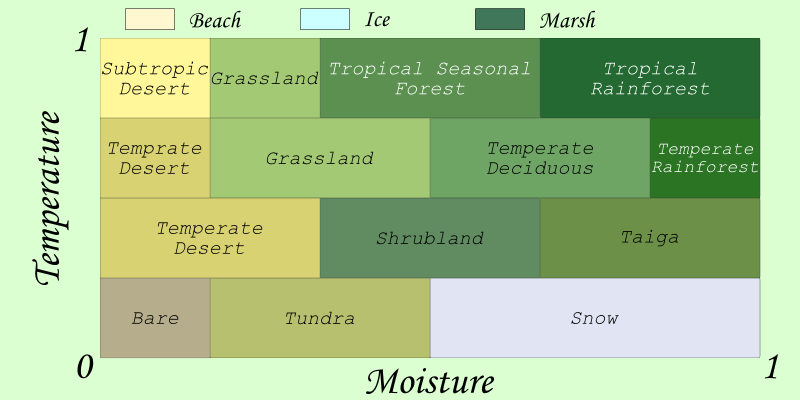 Beach Ice Marsh
1
Subtropic
Desert
Grassland
Tropical Seasonal
Forest
Tropical
Rainforest
Temprate
Desert
Grassland
Temperate
Deciduous
Temperate
Rainforest
Temperate
Desert
Shrubland
Taiga
Bare
Tundra
Snow
Temperature
0
Moisture
1